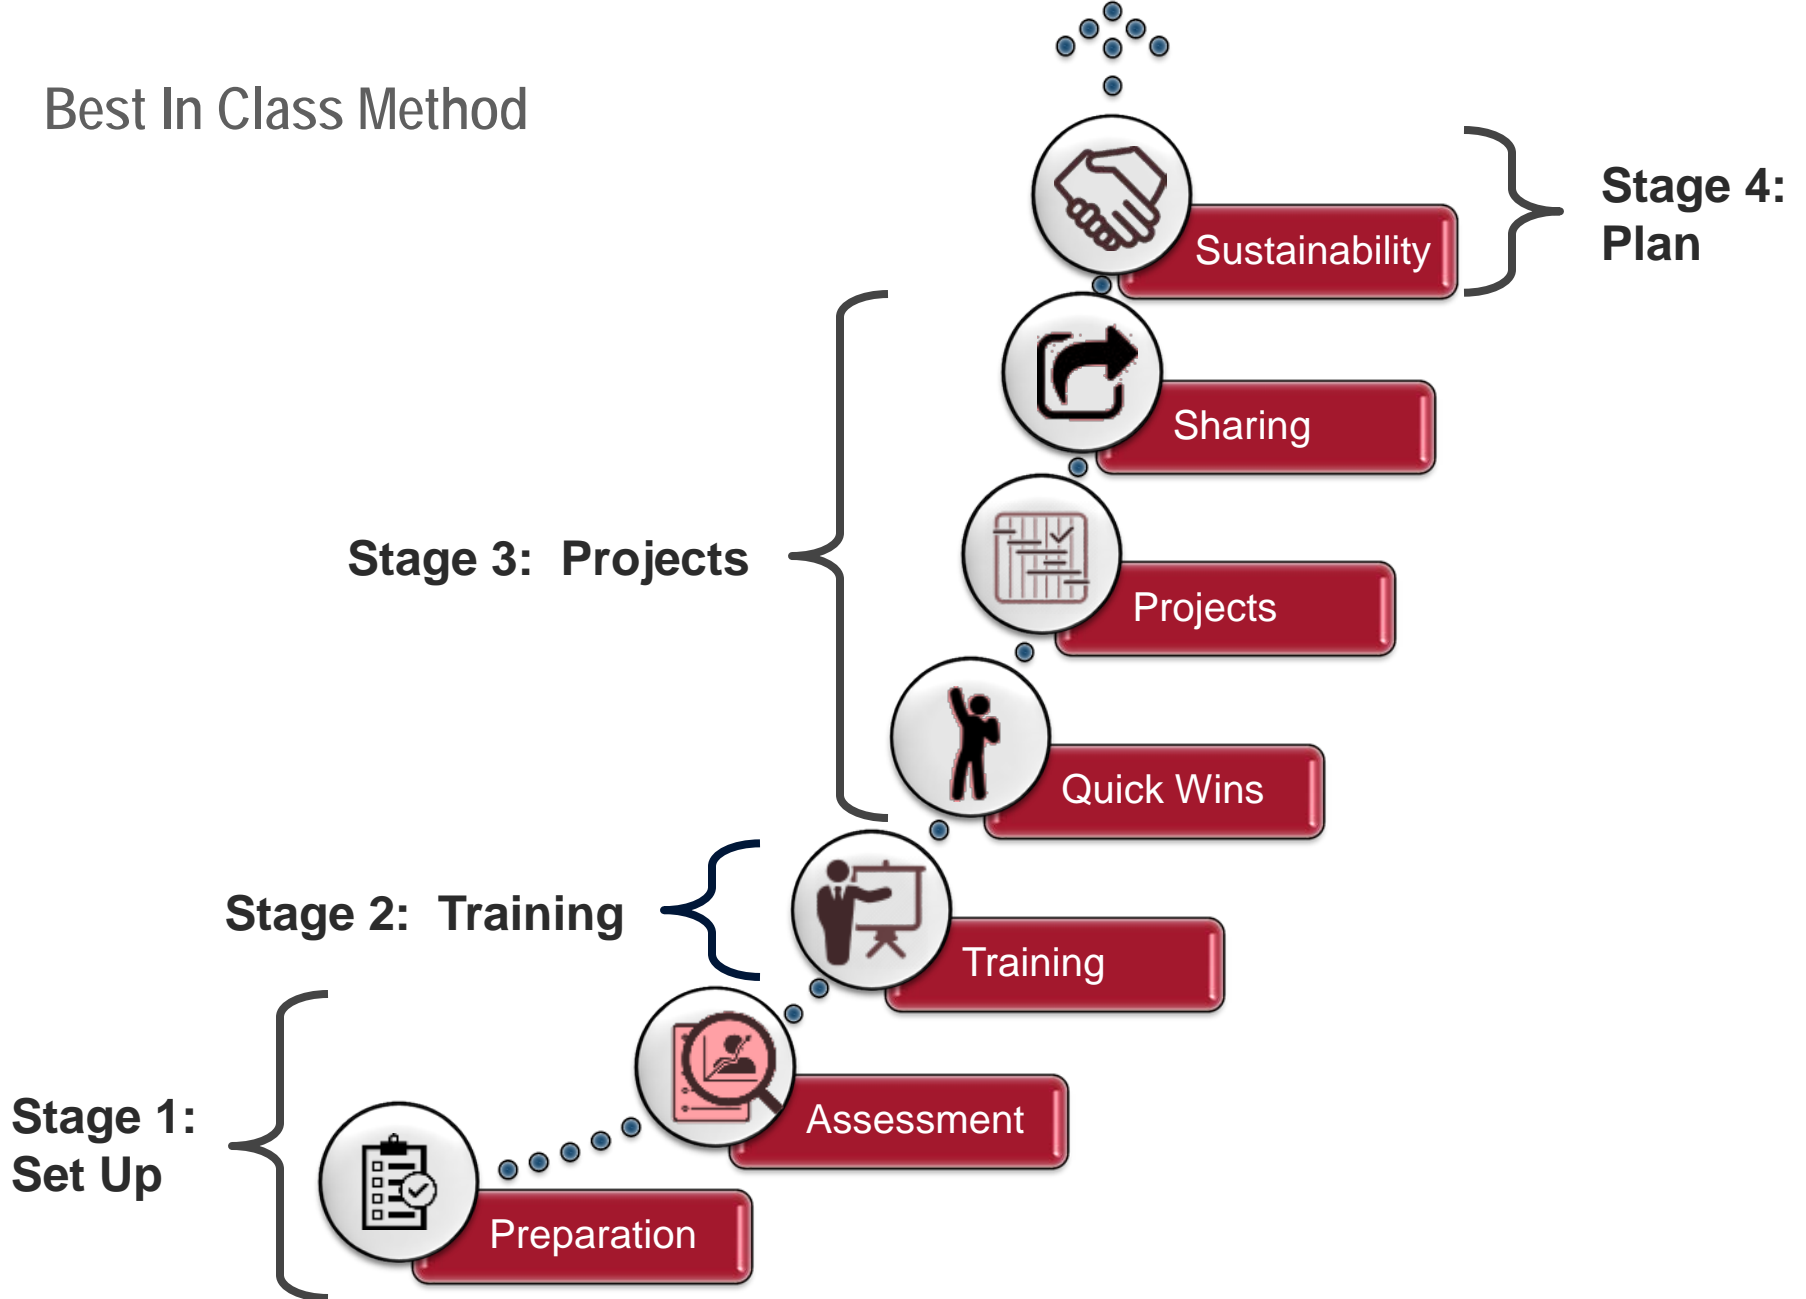 Best In Class Method
Stage 4:
Plan
Sustainability
Sharing
Stage 3:  Projects
Projects
Quick Wins
Stage 2:  Training
Training
Stage 1:
Set Up
Assessment
Preparation